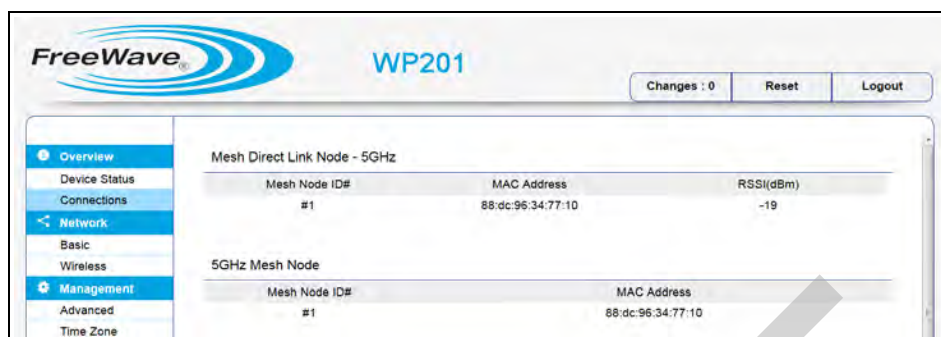 FreeWave®
WP201
Changes : 0 Reset Logout
Overview
Device Status
Connections
Network
Basic
Wireless
Management
Advanced
Time Zone
Mesh Direct Link Node - 5GHz
Mesh Node ID# MAC Address RSSI(dBm)
#1 88:dc:96:34:77:10 -19
5GHz Mesh Node
Mesh Node ID# MAC Address
#1 88:dc:96:34:77:10